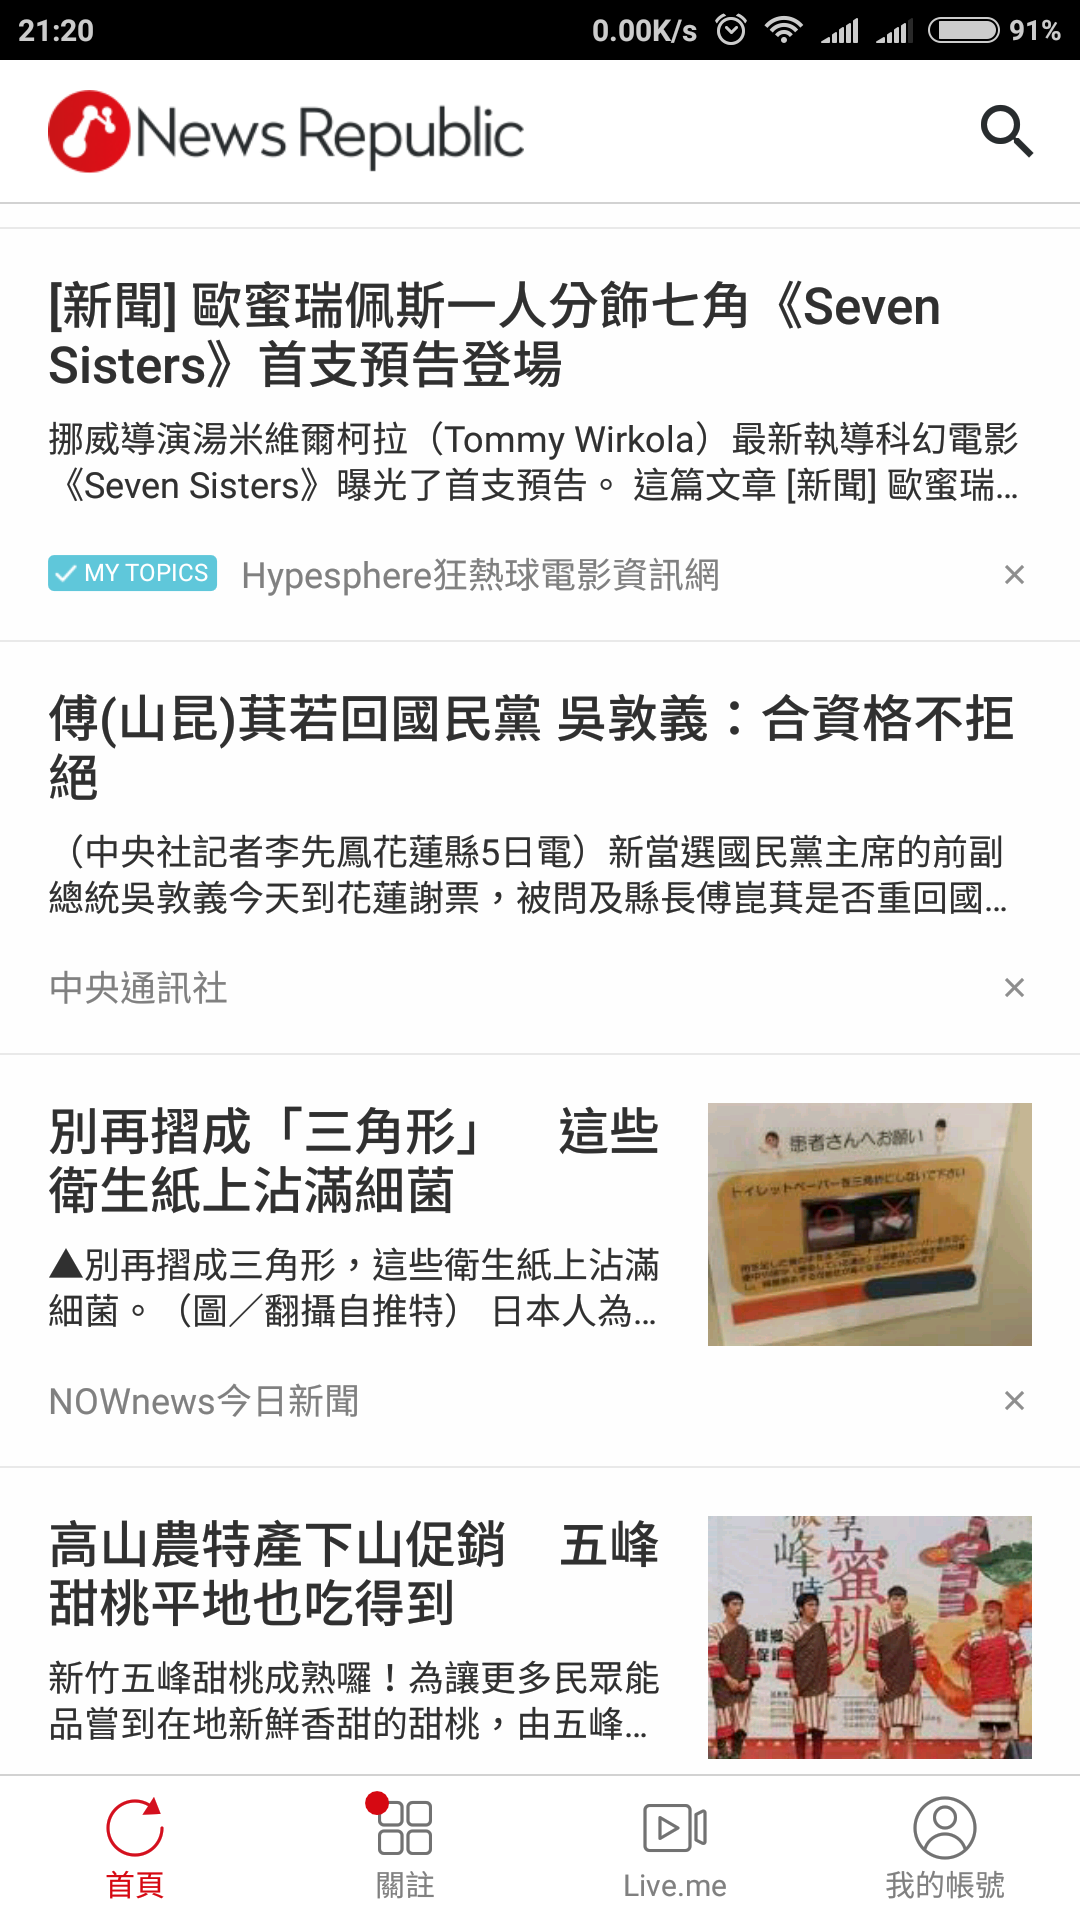 21:20
0.00K/s
91%
News Republic
[新聞] 歐蜜瑞佩斯一人分飾七角《Seven
Sisters》首支預告登場
挪威導演湯米維爾柯拉（Tommy Wirkola）最新執導科幻電影
《Seven Sisters》曝光了首支預告。 這篇文章 [新聞] 歐蜜瑞...
MY TOPICS
Hypesphere狂熱球電影資訊網
傅(山昆)萁若回國民黨 吳敦義：合資格不拒
絕
（中央社記者李先鳳花蓮縣5日電）新當選國民黨主席的前副
總統吳敦義今天到花蓮謝票，被問及縣長傅崑萁是否重回國...
中央通訊社
別再摺成「三角形」　這些
衛生紙上沾滿細菌
▲別再摺成三角形，這些衛生紙上沾滿
細菌。（圖／翻攝自推特） 日本人為...
患者さんへお願い
トイレットペーパーを三角折にしないで下さい
NOWnews今日新聞
高山農特產下山促銷　五峰
甜桃平地也吃得到
新竹五峰甜桃成熟囉！為讓更多民眾能
品嘗到在地新鮮香甜的甜桃，由五峰...
峰時
享蜜桃
首頁
關註
Live.me
我的帳號